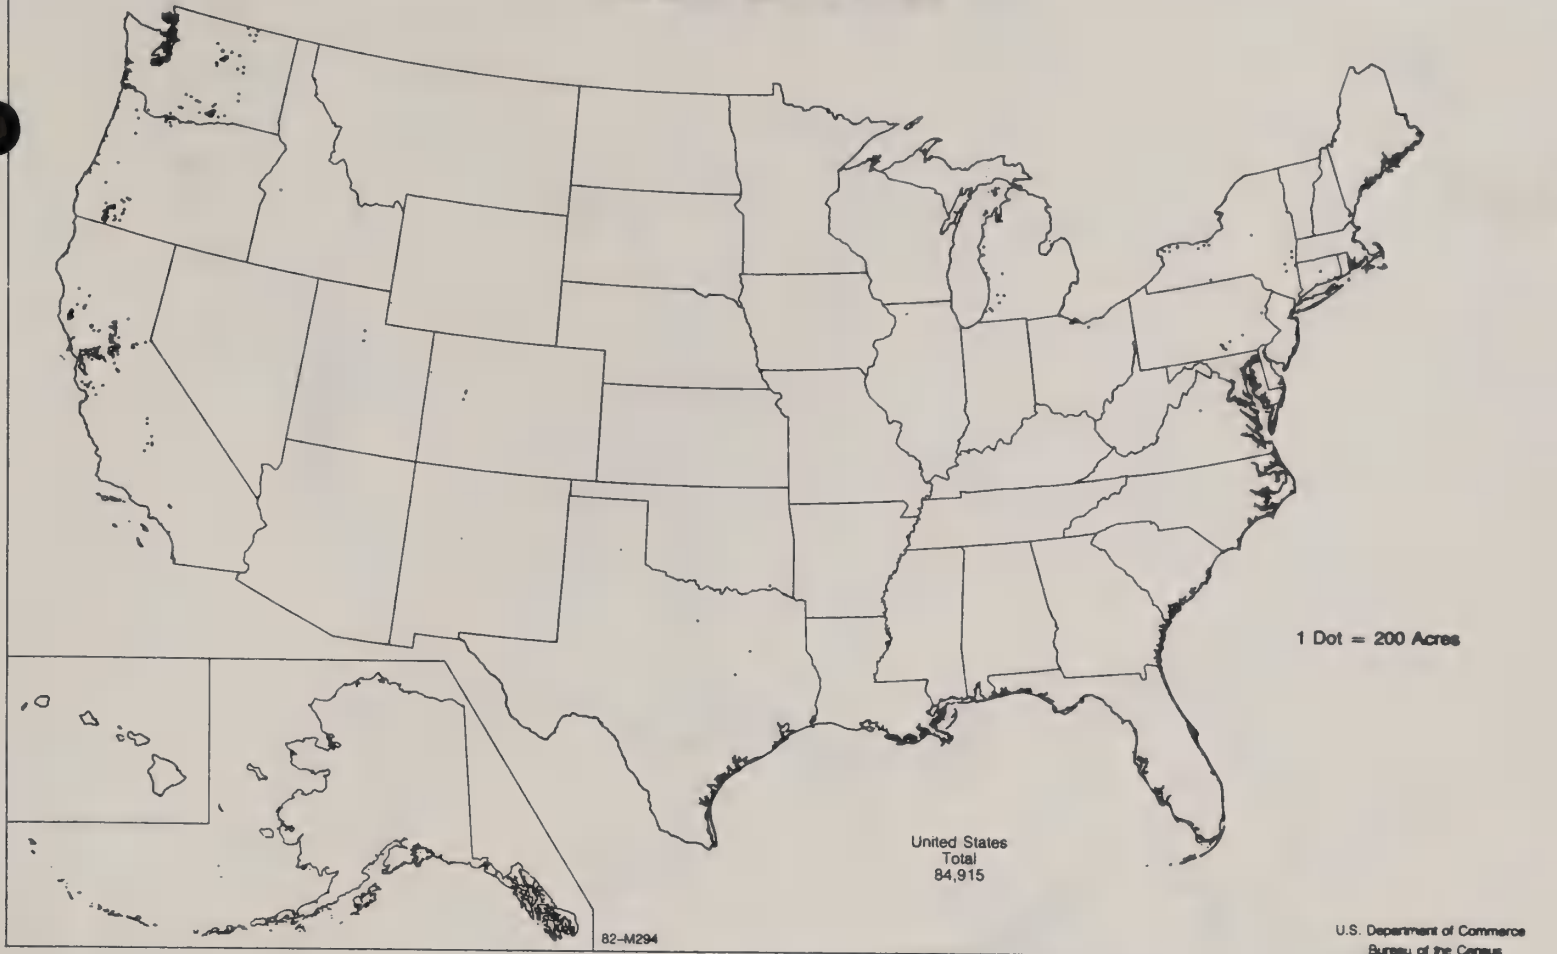 1 Dot = 200 Acres
United States
Total
84,915
82-M294
U.S. Department of Commerce
Bureau of the Census